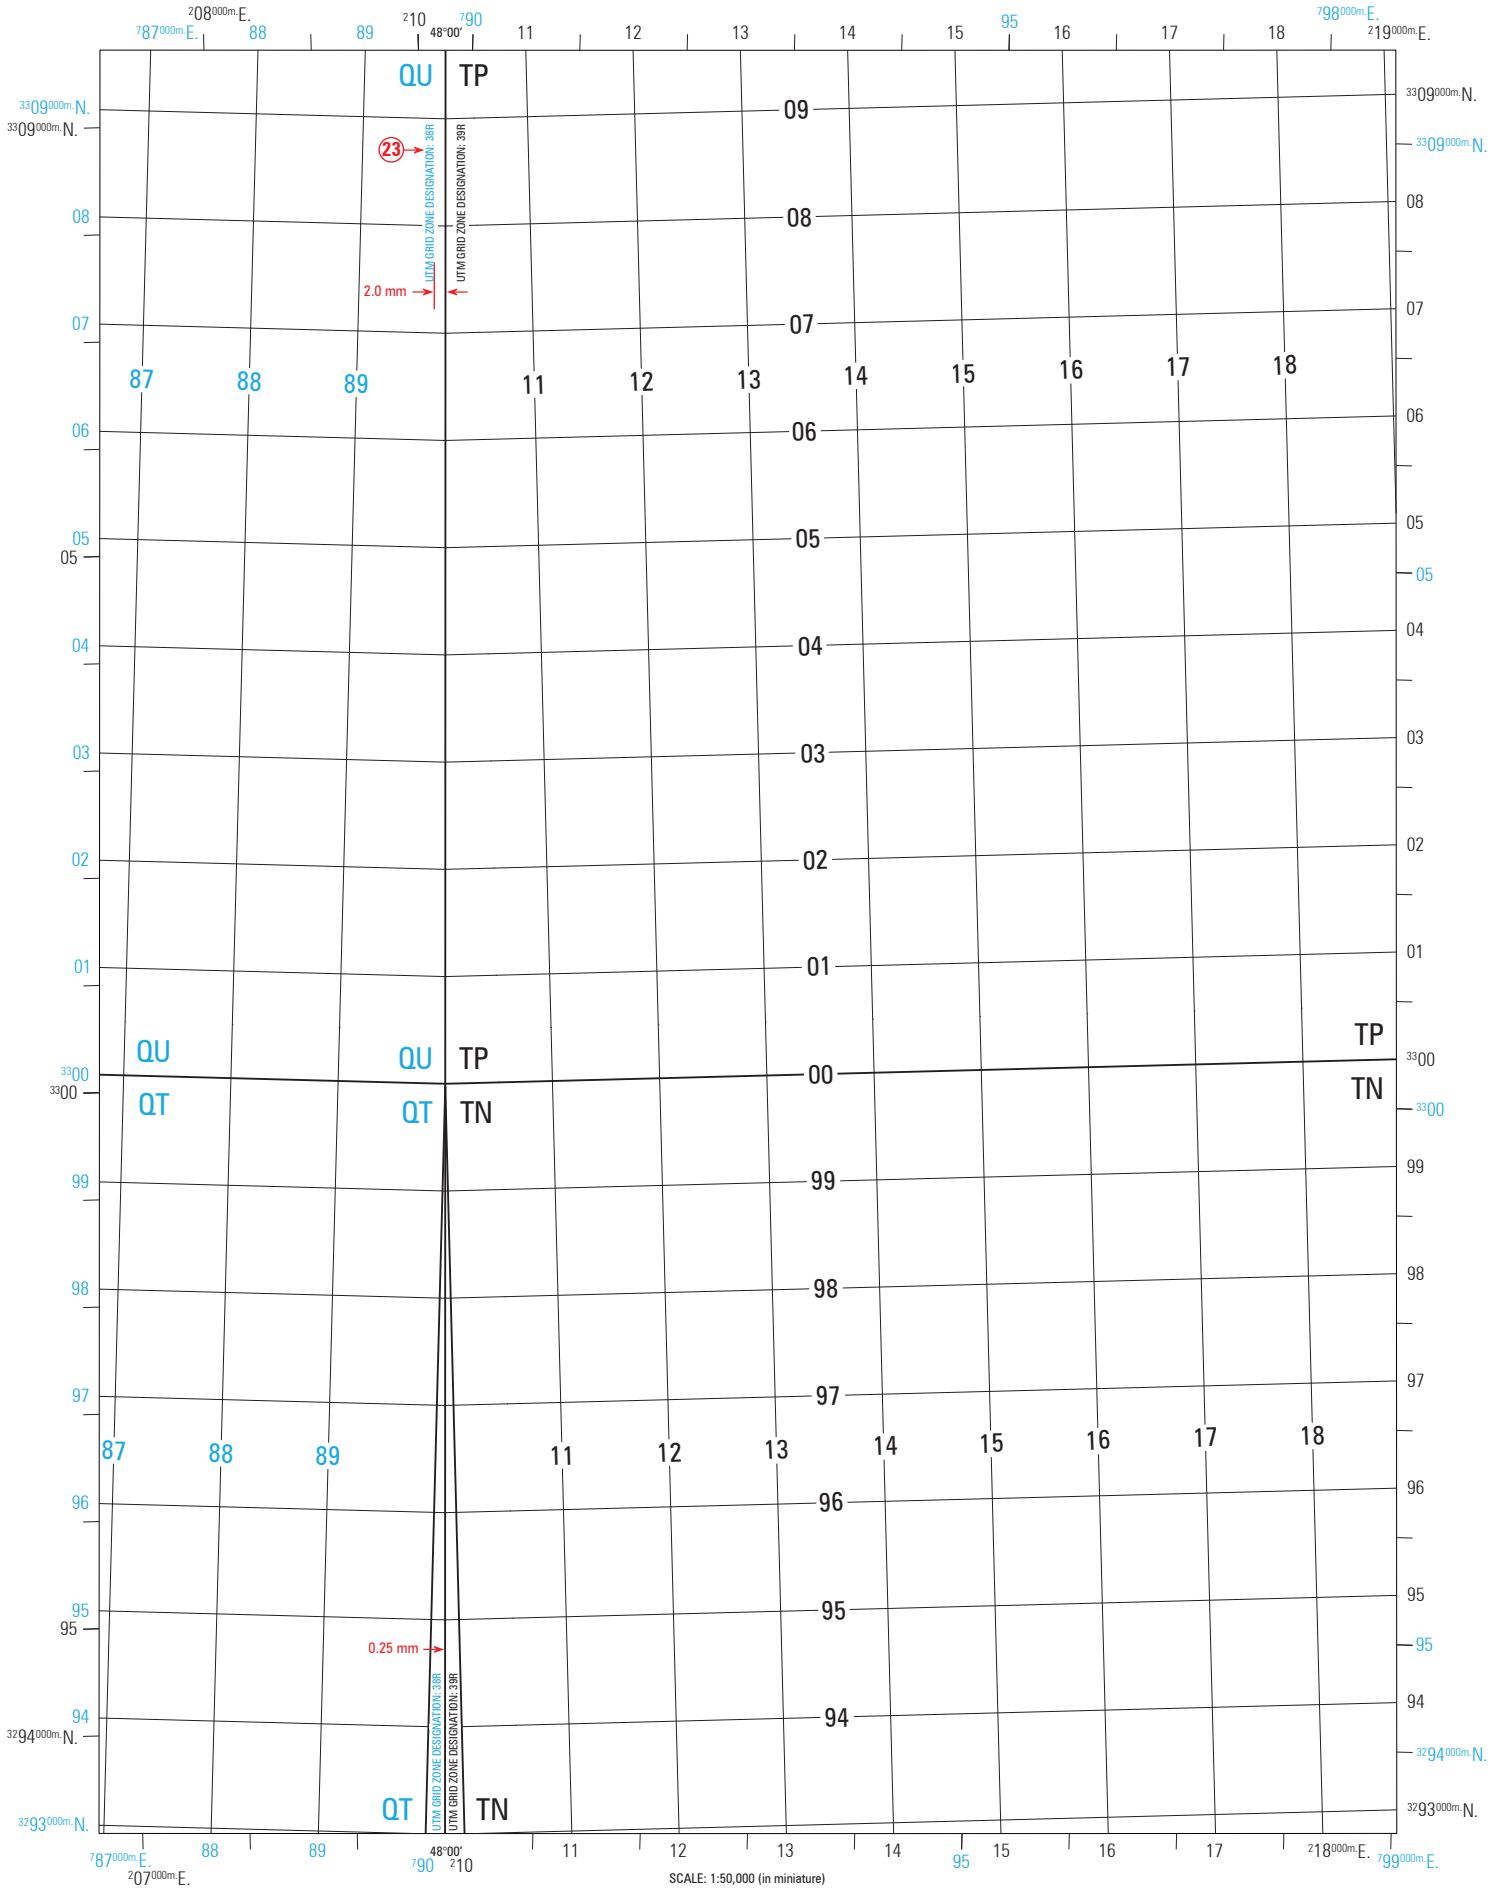 208000m.E. 210 790 798000m.E.
787000m.E. 88 89 48°00' 11 12 13 14 95 15 16 17 18 219000m.E.
QU TP
3309000m.N. 09 3309000m.N.
3309000m.N. 3309000m.N.
23
UTM GRID ZONE DESIGNATION: 38R
UTM GRID ZONE DESIGNATION: 39R
08 08 08
2.0 mm
07 07 07
87 88 89 11 12 13 14 15 16 17 18
06 06 06
05 05 05
05 05
04 04 04
03 03 03
02 02 02
01 01 01
QU QU TP TP
3300 00 3300
3300 3300
QT QT TN TN
99 99 99
98 98 98
97 97 97
87 88 89 11 12 13 14 15 16 17 18
96 96 96
95 95 95
95 95
0.25 mm
UTM GRID ZONE DESIGNATION: 38R
UTM GRID ZONE DESIGNATION: 39R
94 94 94
3294000m.N. 3294000m.N.
QT TN
3293000m.N. 3293000m.N.
787000m.E. 88 89 48°00' 11 12 13 14 15 16 17 218000m.E.
207000m.E. 790 210 95 799000m.E.
SCALE: 1:50,000 (in miniature)